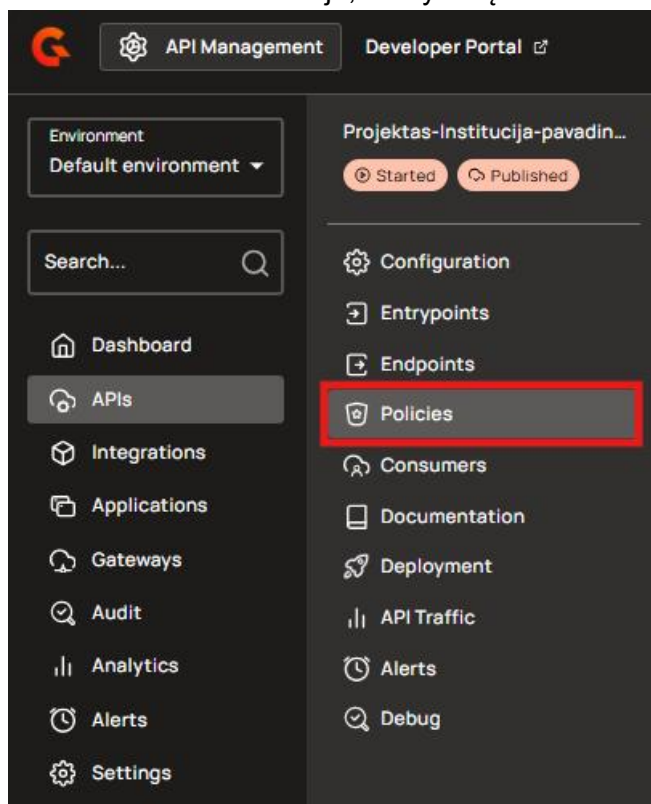 API Management
Developer Portal
Environment
Default environment
Search...
Dashboard
APIs
Integrations
Applications
Gateways
Audit
Analytics
Alerts
Settings
Projektas-Institucija-pavadin...
Started
Published
Configuration
Entrypoints
Endpoints
Policies
Consumers
Documentation
Deployment
API Traffic
Alerts
Debug